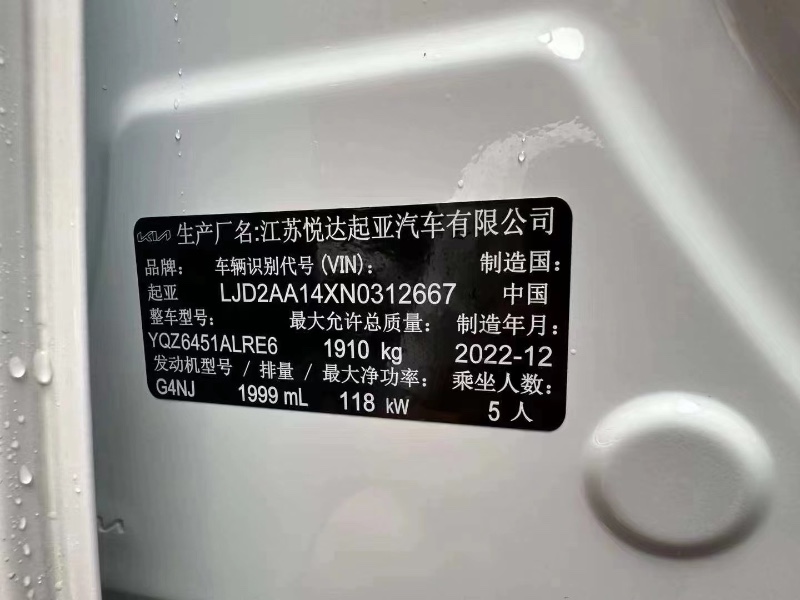 KIA 生产厂名:江苏悦达起亚汽车有限公司
品牌: 车辆识别代号(VIN): 制造国:
起亚 LJD2AA14XN0312667 中国
整车型号: 最大允许总质量: 制造年月:
YQZ6451ALRE6 1910 kg 2022-12
发动机型号 / 排量 / 最大净功率: 乘坐人数:
G4NJ 1999 mL 118 kW 5 人